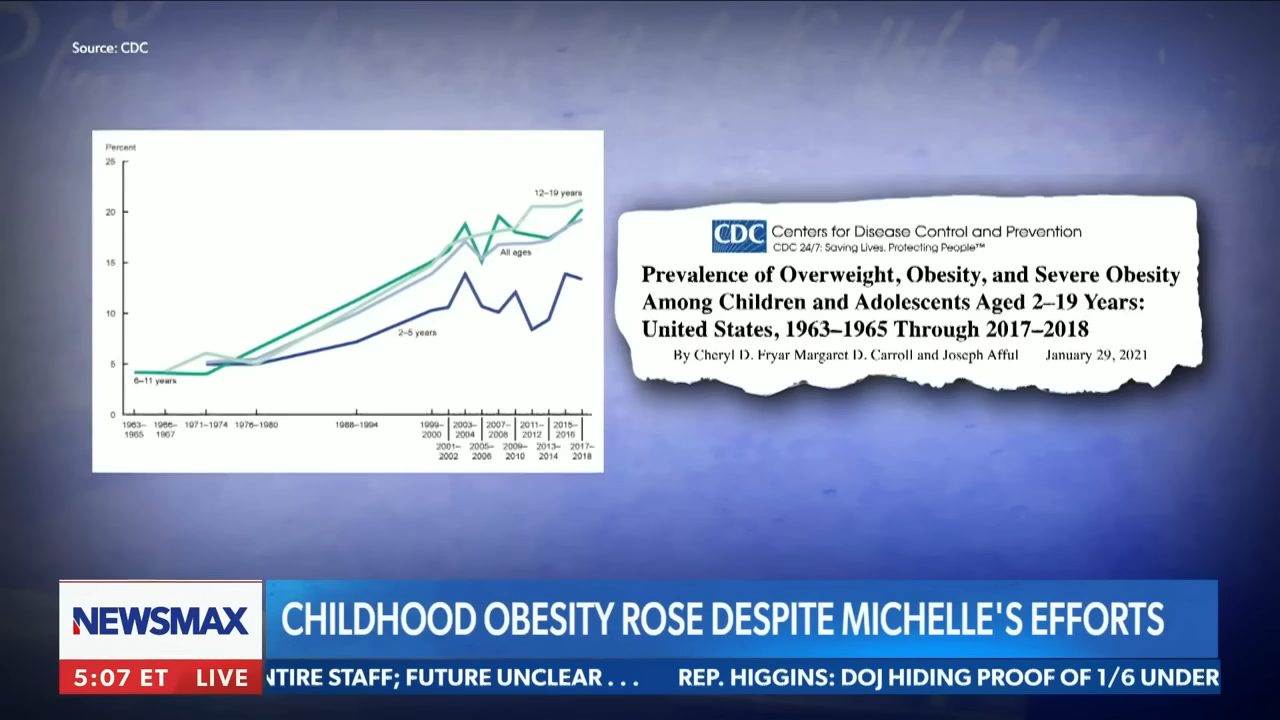 Source: CDC
Percent
25
20
15
10
5
0
12–19 years
All ages
2–5 years
6–11 years
1963– 1966– 1971–1974 1976–1980 1988–1994 1999– 2003– 2007– 2011– 2015–
1965 1967 2000 2004 2008 2012 2016
2001– 2005– 2009– 2013– 2017–
2002 2006 2010 2014 2018
CDC Centers for Disease Control and Prevention
CDC 24/7: Saving Lives, Protecting People™
Prevalence of Overweight, Obesity, and Severe Obesity
Among Children and Adolescents Aged 2–19 Years:
United States, 1963–1965 Through 2017–2018
By Cheryl D. Fryar Margaret D. Carroll and Joseph Afful January 29, 2021
NEWSMAX
CHILDHOOD OBESITY ROSE DESPITE MICHELLE'S EFFORTS
5:07 ET LIVE
NTIRE STAFF; FUTURE UNCLEAR . . . REP. HIGGINS: DOJ HIDING PROOF OF 1/6 UNDER